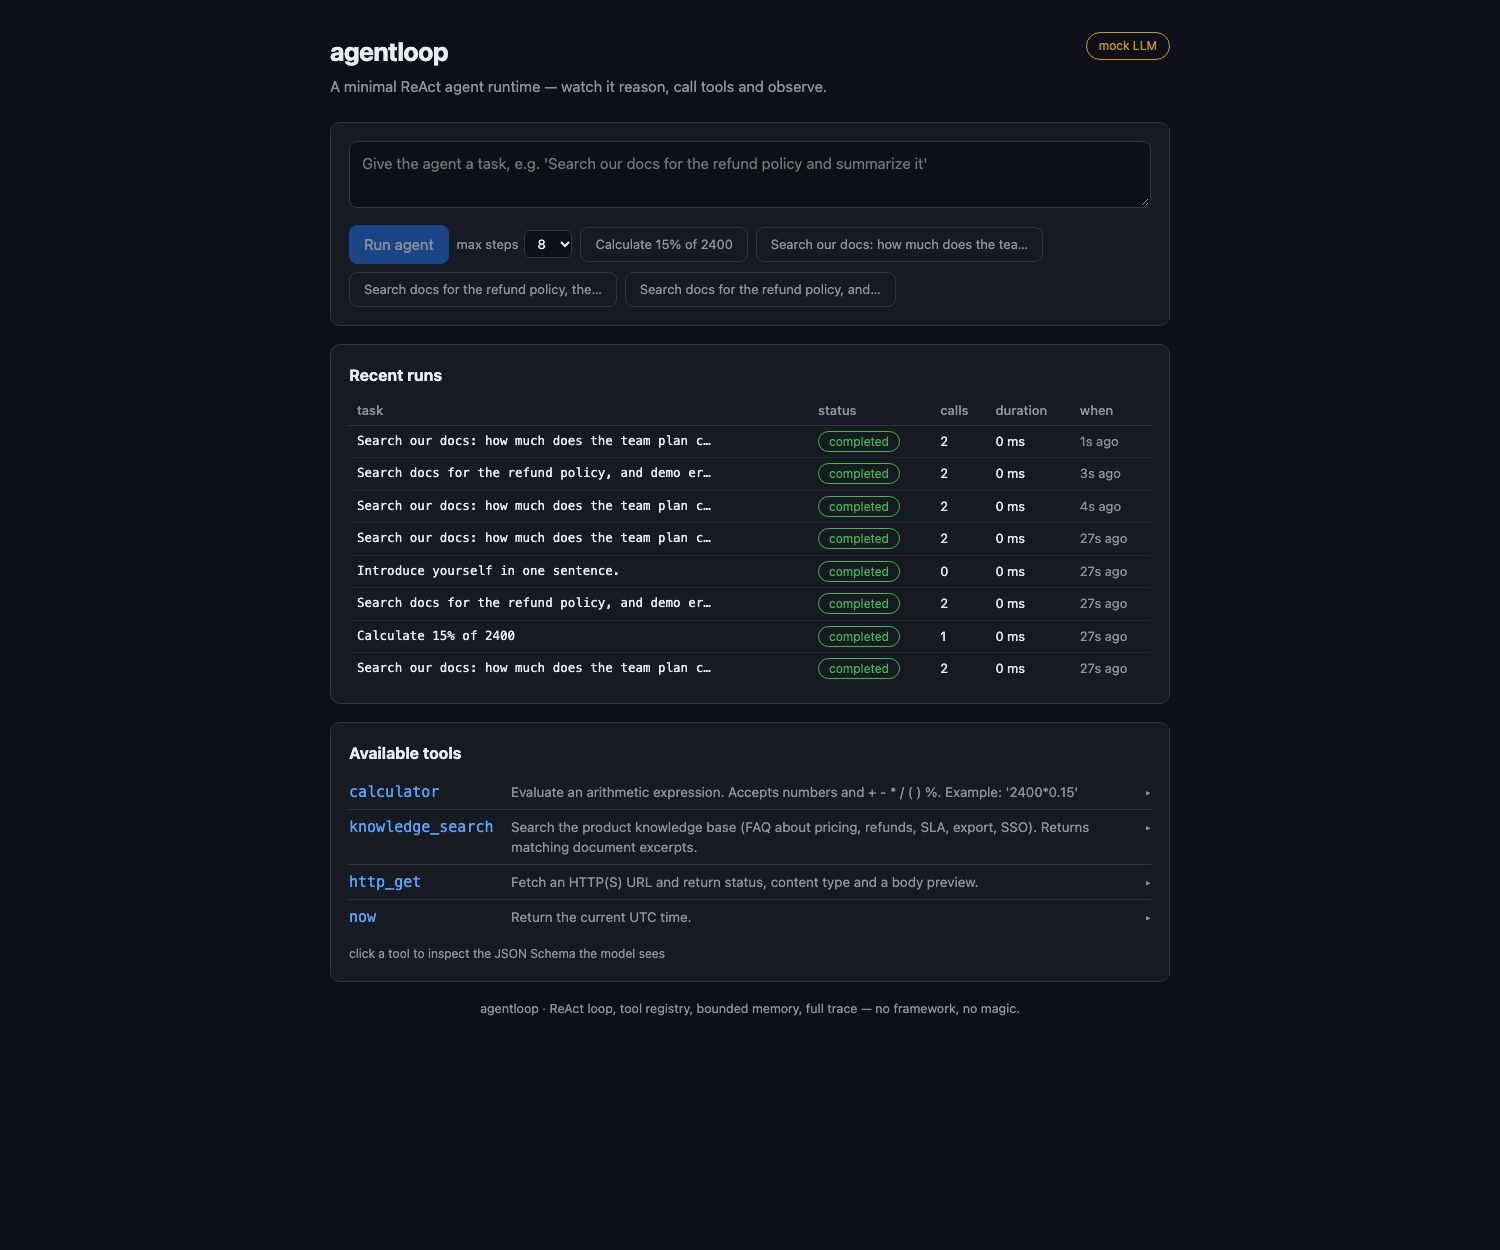 agentloop
mock LLM
A minimal ReAct agent runtime — watch it reason, call tools and observe.
Give the agent a task, e.g. 'Search our docs for the refund policy and summarize it'
Run agent max steps 8 Calculate 15% of 2400 Search our docs: how much does the tea...
Search docs for the refund policy, the... Search docs for the refund policy, and...
Recent runs
task status calls duration when
Search our docs: how much does the team plan c… completed 2 0 ms 1s ago
Search docs for the refund policy, and demo er… completed 2 0 ms 3s ago
Search our docs: how much does the team plan c… completed 2 0 ms 4s ago
Search our docs: how much does the team plan c… completed 2 0 ms 27s ago
Introduce yourself in one sentence. completed 0 0 ms 27s ago
Search docs for the refund policy, and demo er… completed 2 0 ms 27s ago
Calculate 15% of 2400 completed 1 0 ms 27s ago
Search our docs: how much does the team plan c… completed 2 0 ms 27s ago
Available tools
calculator Evaluate an arithmetic expression. Accepts numbers and + - * / ( ) %. Example: '2400*0.15'
knowledge_search Search the product knowledge base (FAQ about pricing, refunds, SLA, export, SSO). Returns
matching document excerpts.
http_get Fetch an HTTP(S) URL and return status, content type and a body preview.
now Return the current UTC time.
click a tool to inspect the JSON Schema the model sees
agentloop · ReAct loop, tool registry, bounded memory, full trace — no framework, no magic.